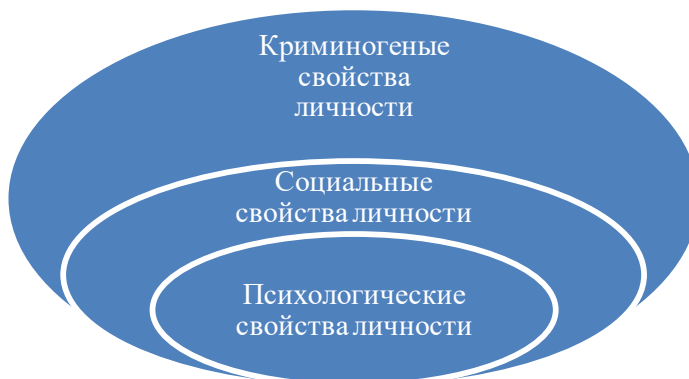 Криминогеные
свойства
личности
Социальные
свойства личности
Психологические
свойства личности